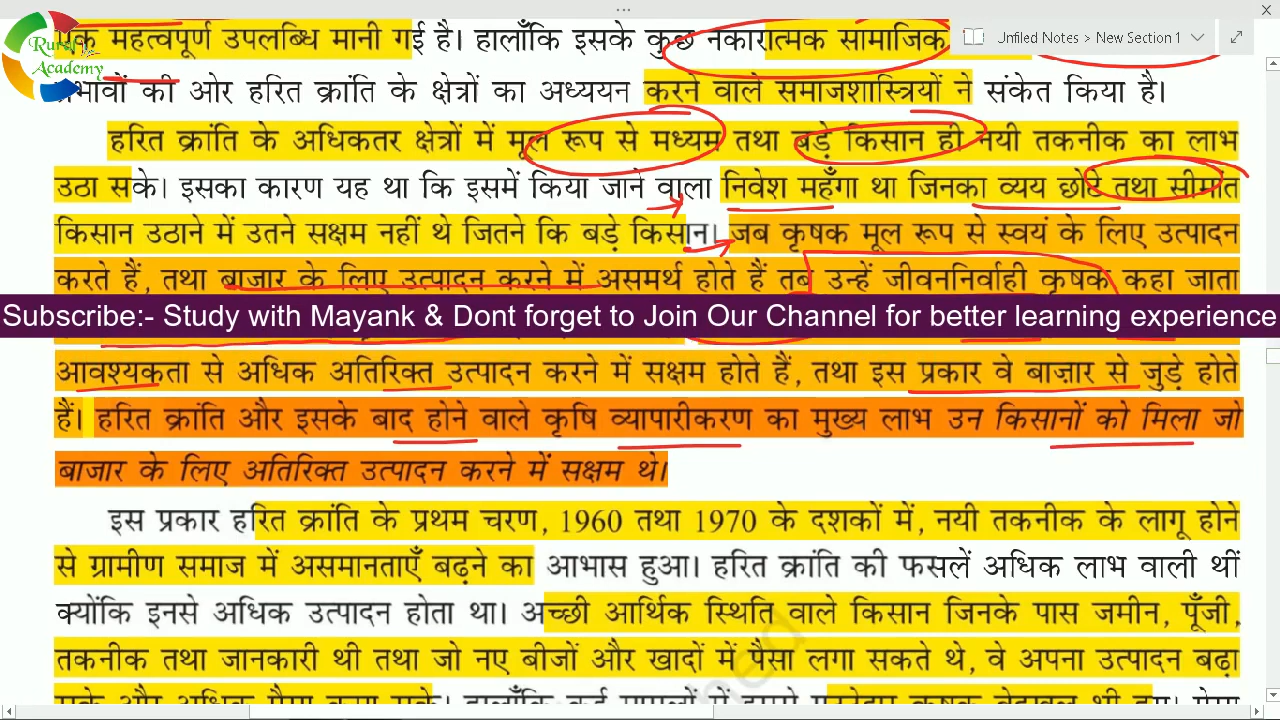 महत्वपूर्ण उपलब्धि मानी गई है। हालाँकि इसके कुछ नकारात्मक सामाजिक
Jnfiled Notes > New Section 1
Rural
Academy
प्रभावों की ओर हरित क्रांति के क्षेत्रों का अध्ययन करने वाले समाजशास्त्रियों ने संकेत किया है।
हरित क्रांति के अधिकतर क्षेत्रों में मूल रूप से मध्यम तथा बड़े किसान ही नयी तकनीक का लाभ
उठा सके। इसका कारण यह था कि इसमें किया जाने वाला निवेश महँगा था जिनका व्यय छोटे तथा सीमांत
किसान उठाने में उतने सक्षम नहीं थे जितने कि बड़े किसान। जब कृषक मूल रूप से स्वयं के लिए उत्पादन
करते हैं, तथा बाजार के लिए उत्पादन करने में असमर्थ होते हैं तब उन्हें जीवननिर्वाही कृषक कहा जाता
Subscribe:- Study with Mayank & Dont forget to Join Our Channel for better learning experience
आवश्यकता से अधिक अतिरिक्त उत्पादन करने में सक्षम होते हैं, तथा इस प्रकार वे बाज़ार से जुड़े होते
हैं। हरित क्रांति और इसके बाद होने वाले कृषि व्यापारीकरण का मुख्य लाभ उन किसानों को मिला जो
बाजार के लिए अतिरिक्त उत्पादन करने में सक्षम थे।
इस प्रकार हरित क्रांति के प्रथम चरण, 1960 तथा 1970 के दशकों में, नयी तकनीक के लागू होने
से ग्रामीण समाज में असमानताएँ बढ़ने का आभास हुआ। हरित क्रांति की फसलें अधिक लाभ वाली थीं
क्योंकि इनसे अधिक उत्पादन होता था। अच्छी आर्थिक स्थिति वाले किसान जिनके पास जमीन, पूँजी,
तकनीक तथा जानकारी थी तथा जो नए बीजों और खादों में पैसा लगा सकते थे, वे अपना उत्पादन बढ़ा